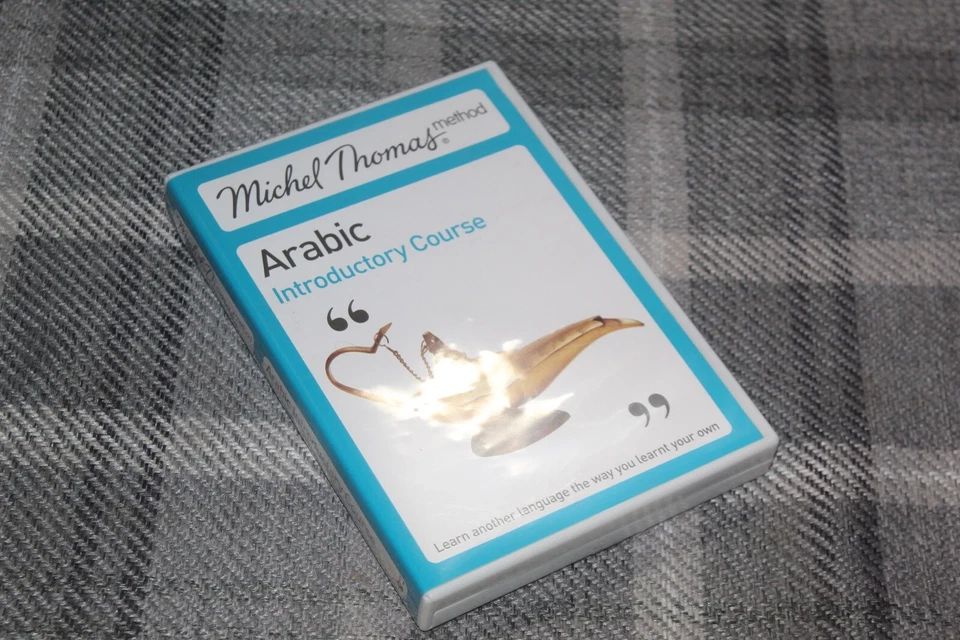 Michel Thomas method
®
Arabic
Introductory Course
“
”
Learn another language the way you learnt your own